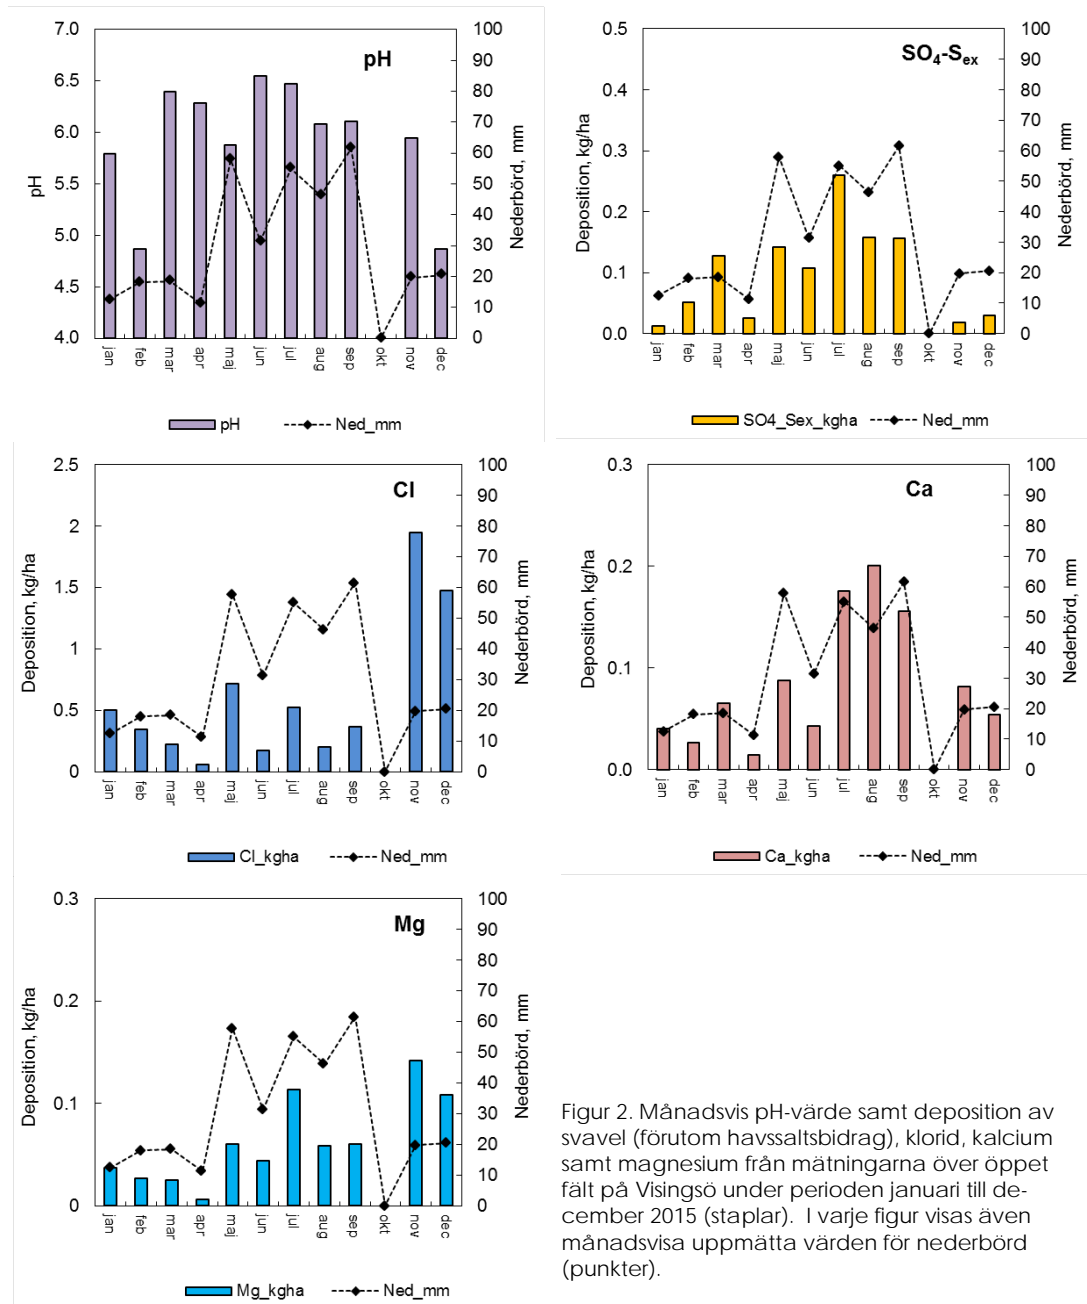 pH
7.0
6.5
6.0
5.5
5.0
4.5
4.0
pH
100
90
80
70
60
50
40
30
20
10
0
Nederbörd, mm
jan feb mar apr maj jun jul aug sep okt nov dec
pH Ned_mm
SO4-Sex
0.5
0.4
0.3
0.2
0.1
0.0
Deposition, kg/ha
100
90
80
70
60
50
40
30
20
10
0
Nederbörd, mm
jan feb mar apr maj jun jul aug sep okt nov dec
SO4_Sex_kgha Ned_mm
Cl
2.5
2
1.5
1
0.5
0
Deposition, kg/ha
100
90
80
70
60
50
40
30
20
10
0
Nederbörd, mm
jan feb mar apr maj jun jul aug sep okt nov dec
Cl_kgha Ned_mm
Ca
0.3
0.2
0.1
0.0
Deposition, kg/ha
100
90
80
70
60
50
40
30
20
10
0
Nederbörd, mm
jan feb mar apr maj jun jul aug sep okt nov dec
Ca_kgha Ned_mm
Mg
0.3
0.2
0.1
0
Deposition, kg/ha
100
90
80
70
60
50
40
30
20
10
0
Nederbörd, mm
jan feb mar apr maj jun jul aug sep okt nov dec
Mg_kgha Ned_mm
Figur 2. Månadsvis pH-värde samt deposition av
svavel (förutom havssaltsbidrag), klorid, kalcium
samt magnesium från mätningarna över öppet
fält på Visingsö under perioden januari till de-
cember 2015 (staplar). I varje figur visas även
månadsvisa uppmätta värden för nederbörd
(punkter).